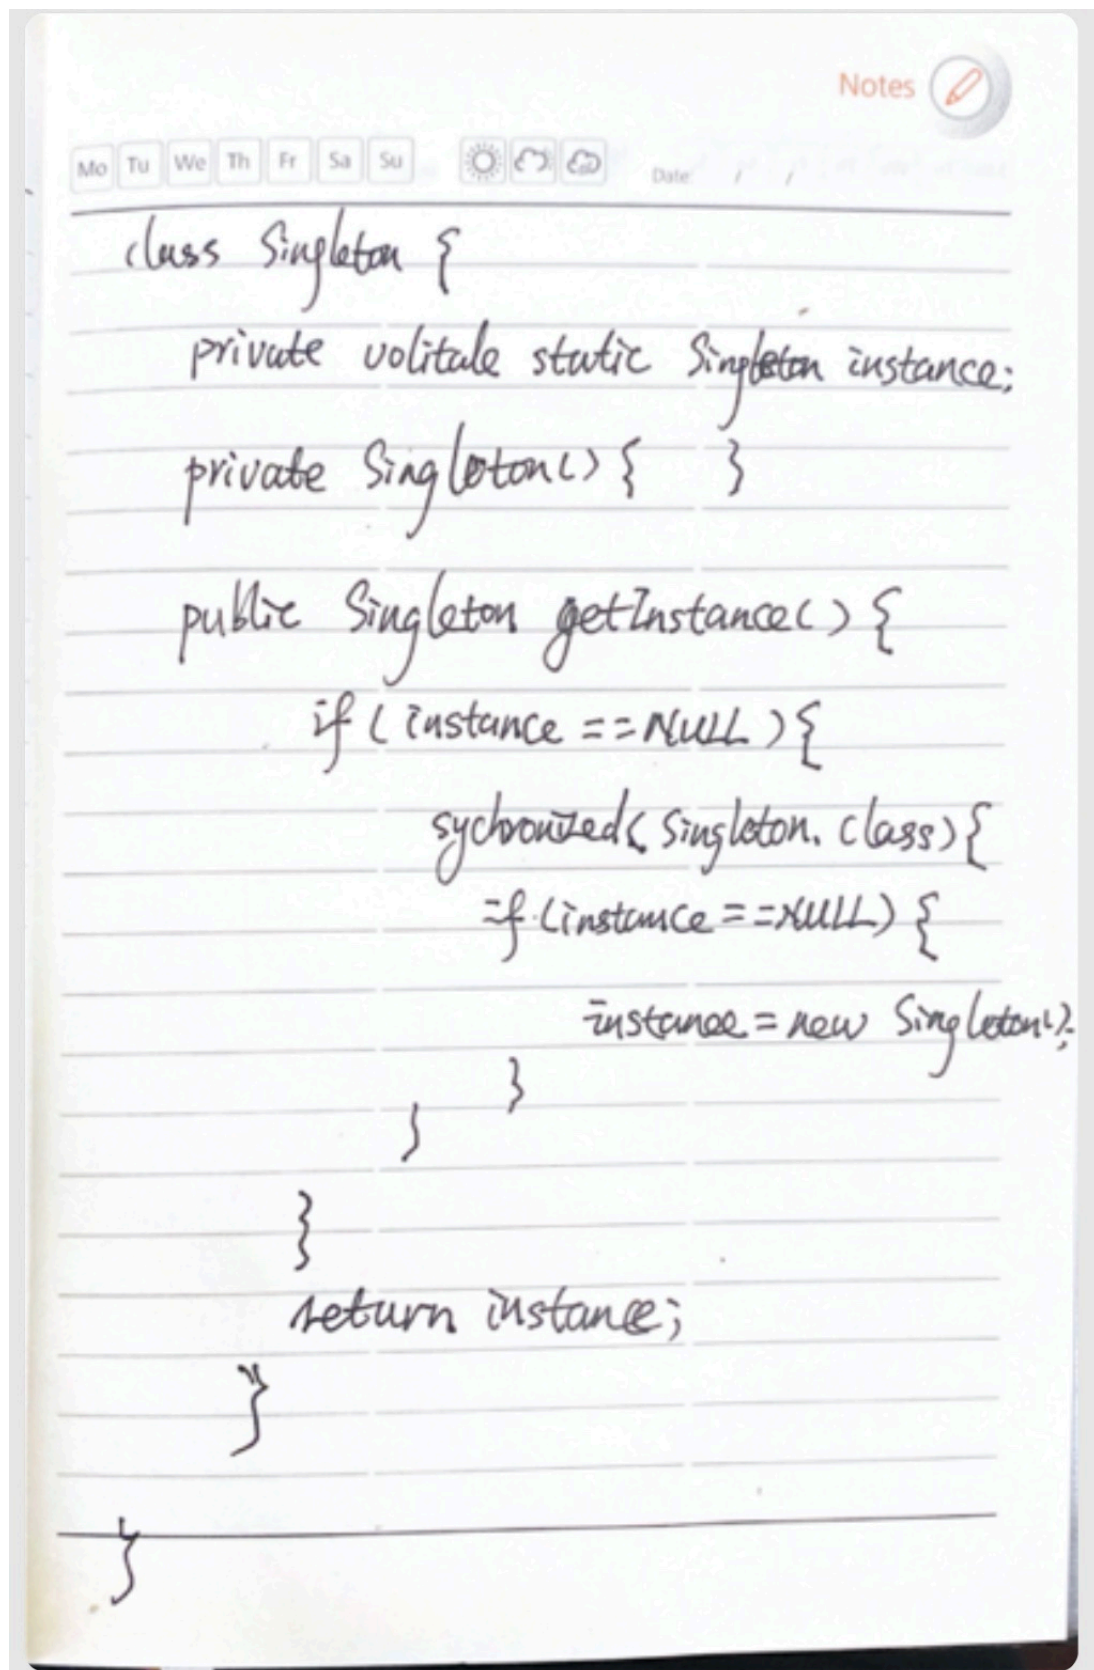 Notes
Mo Tu We Th Fr Sa Su Date: / /
class Singleton {
private volitale static Singleton instance;
private Singleton() { }
public Singleton getInstance() {
if (instance == NULL) {
sychronized( Singleton. class) {
if (instance == NULL) {
instance = new Singleton();
}
}
}
return instance;
}
}